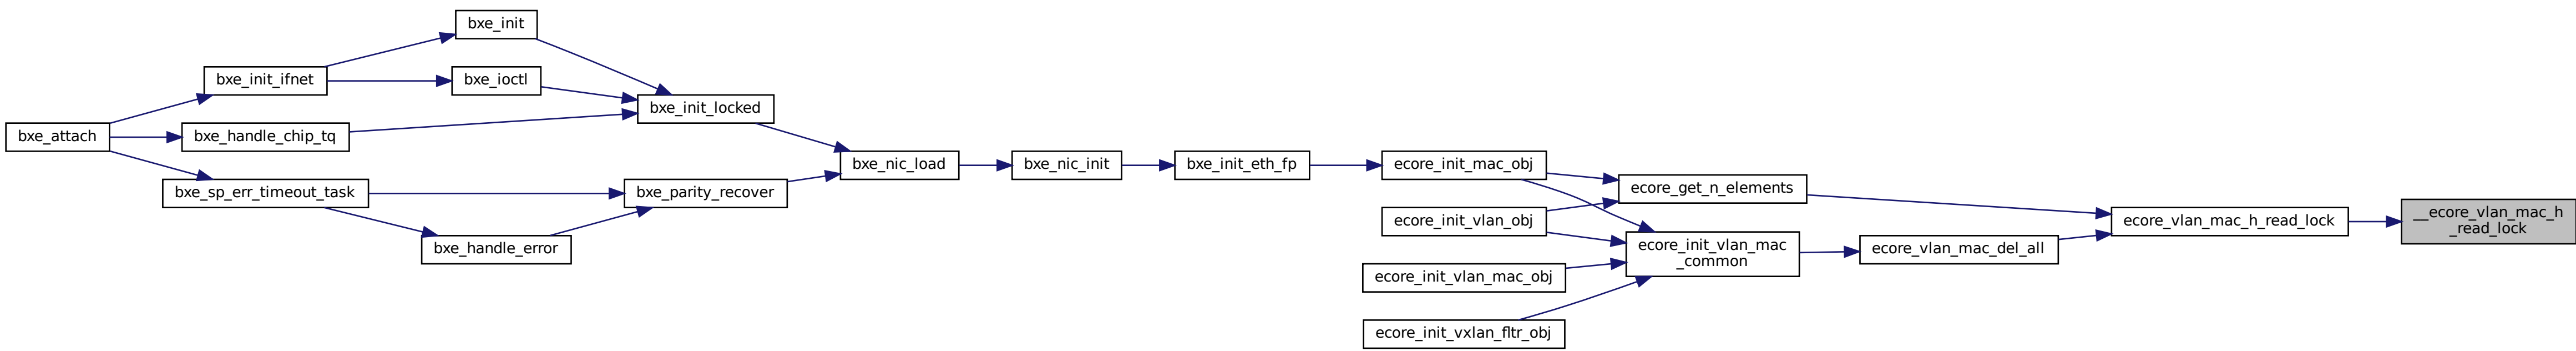 bxe_attach
bxe_init_ifnet
bxe_handle_chip_tq
bxe_sp_err_timeout_task
bxe_init
bxe_ioctl
bxe_handle_error
bxe_init_locked
bxe_parity_recover
bxe_nic_load
bxe_nic_init
bxe_init_eth_fp
ecore_init_mac_obj
ecore_init_vlan_obj
ecore_init_vlan_mac_obj
ecore_init_vxlan_fltr_obj
ecore_get_n_elements
ecore_init_vlan_mac
_common
ecore_vlan_mac_del_all
ecore_vlan_mac_h_read_lock
__ecore_vlan_mac_h
_read_lock